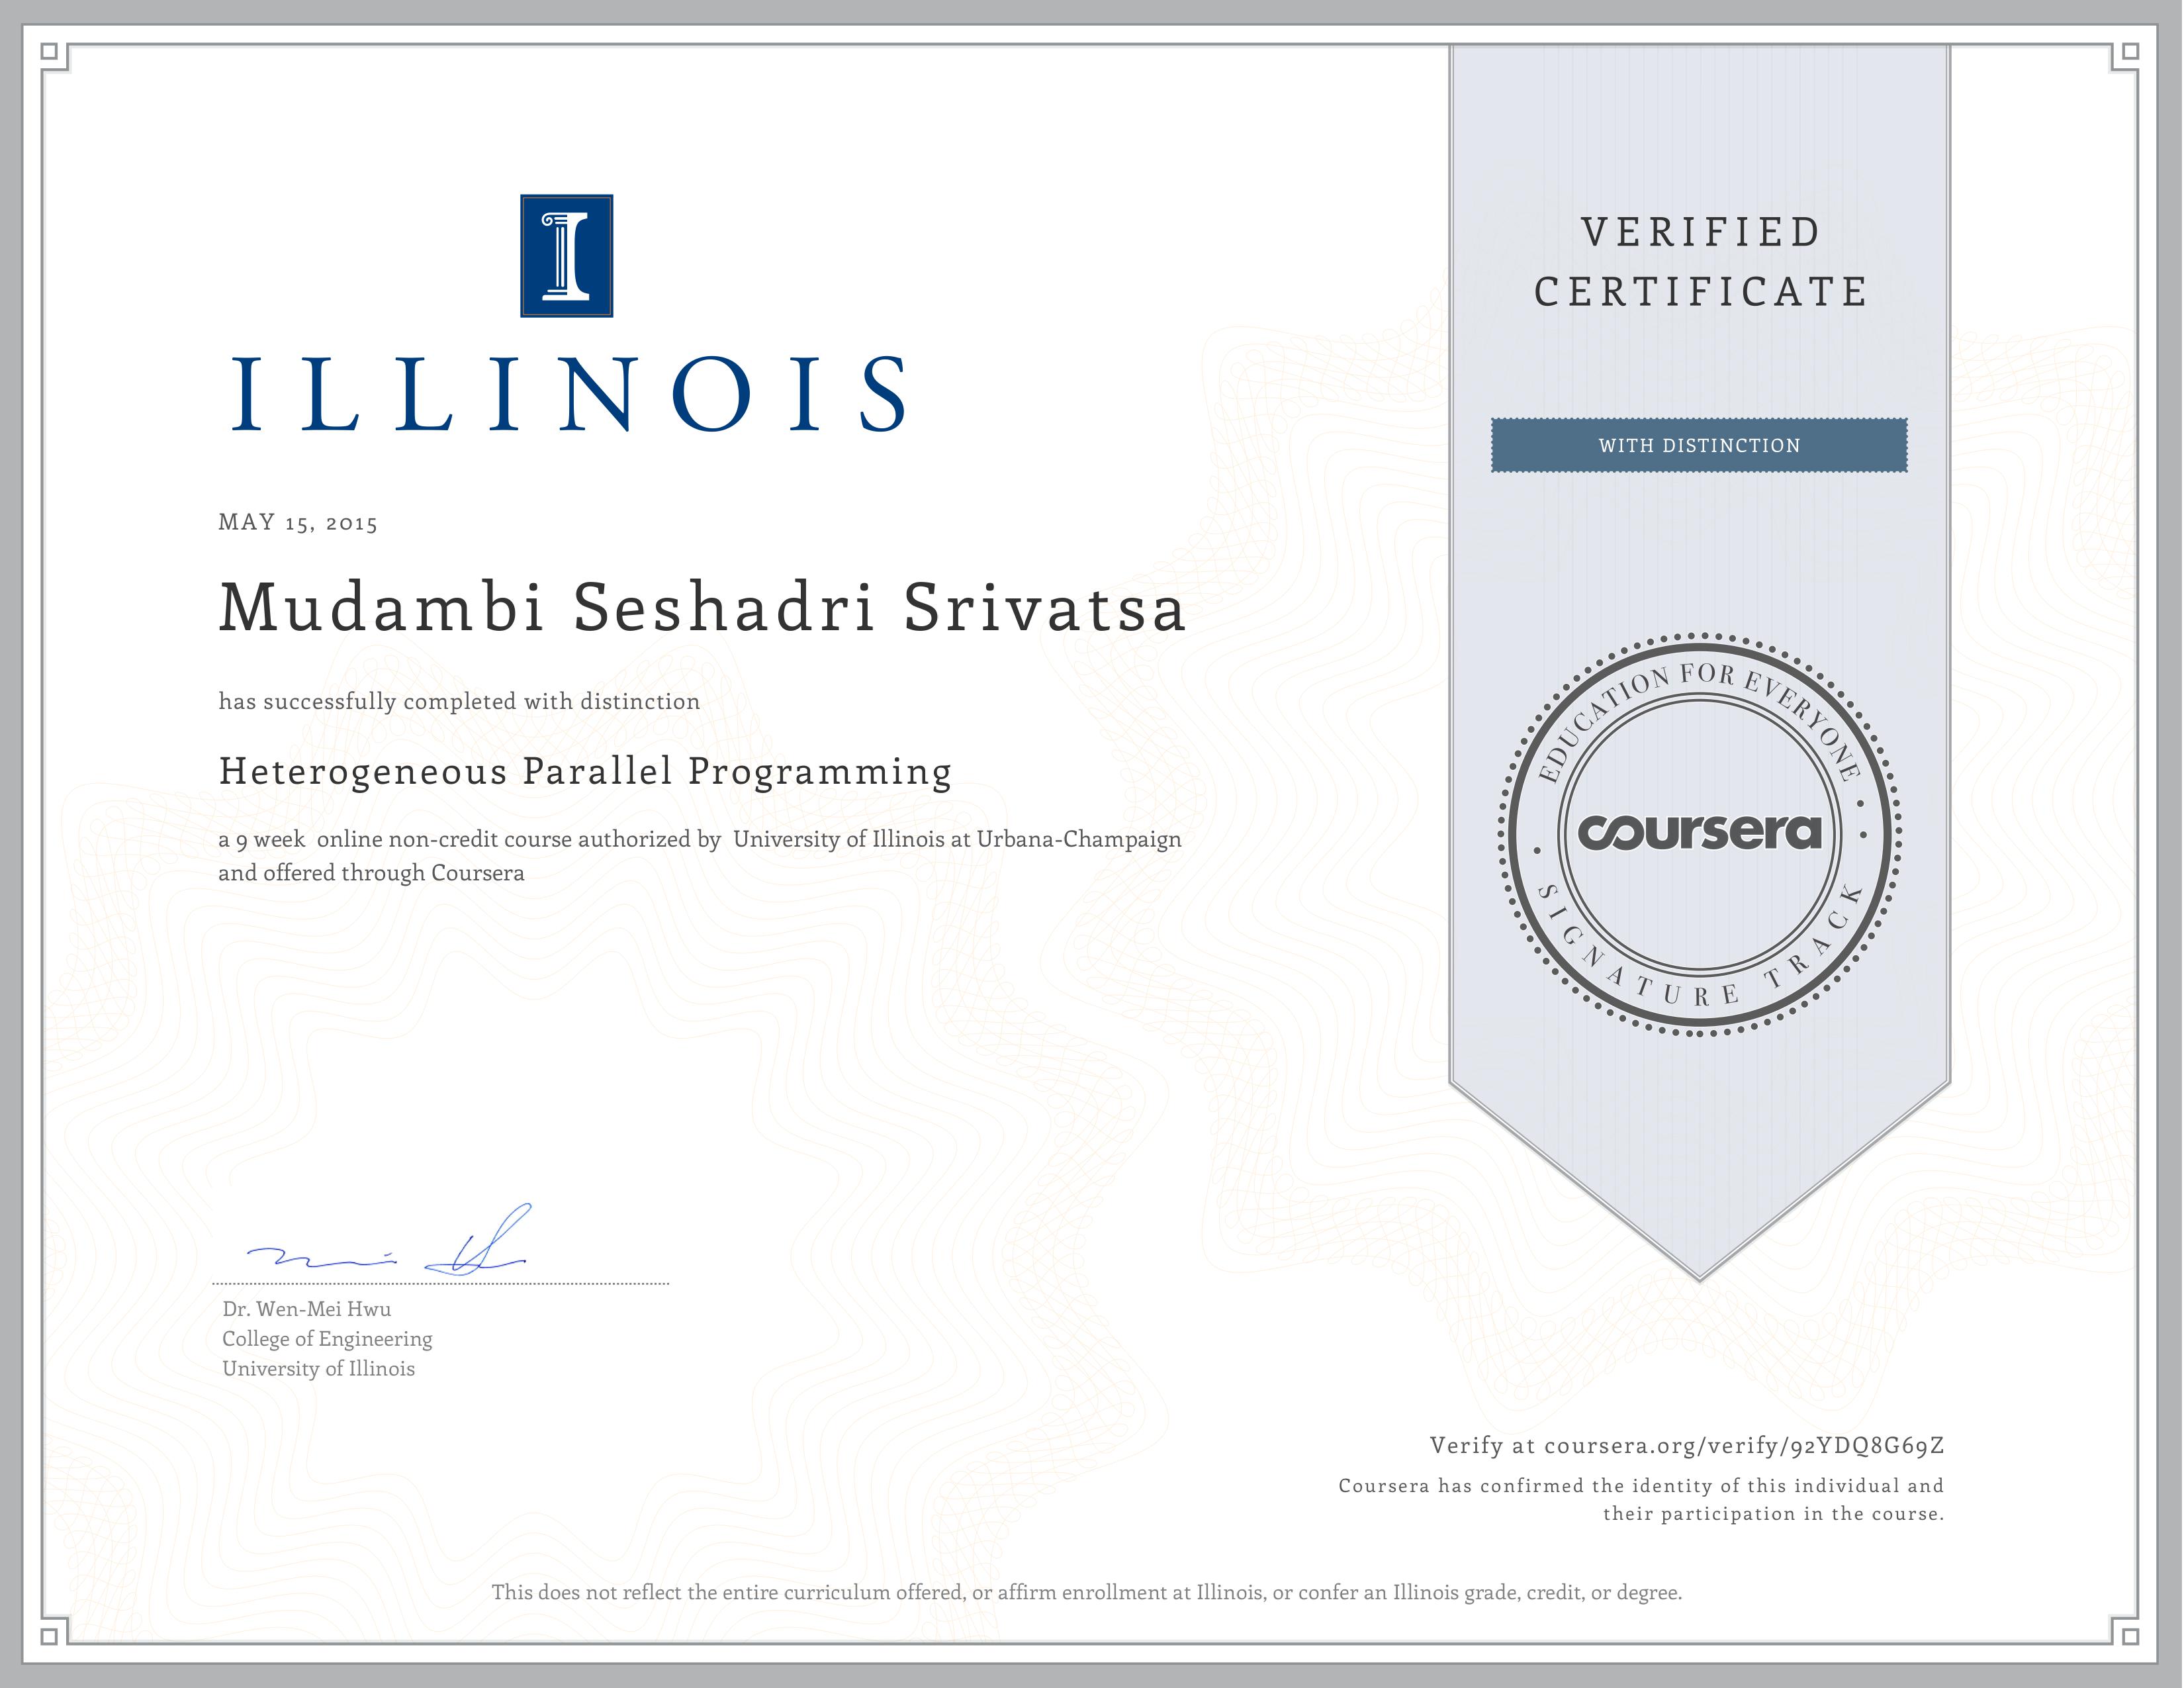 I
ILLINOIS
MAY 15, 2015
Mudambi Seshadri Srivatsa
has successfully completed with distinction
Heterogeneous Parallel Programming
a 9 week online non-credit course authorized by University of Illinois at Urbana-Champaign
and offered through Coursera
Dr. Wen-Mei Hwu
College of Engineering
University of Illinois
VERIFIED
CERTIFICATE
WITH DISTINCTION
EDUCATION FOR EVERYONE
coursera
SIGNATURE TRACK
Verify at coursera.org/verify/92YDQ8G69Z
Coursera has confirmed the identity of this individual and
their participation in the course.
This does not reflect the entire curriculum offered, or affirm enrollment at Illinois, or confer an Illinois grade, credit, or degree.